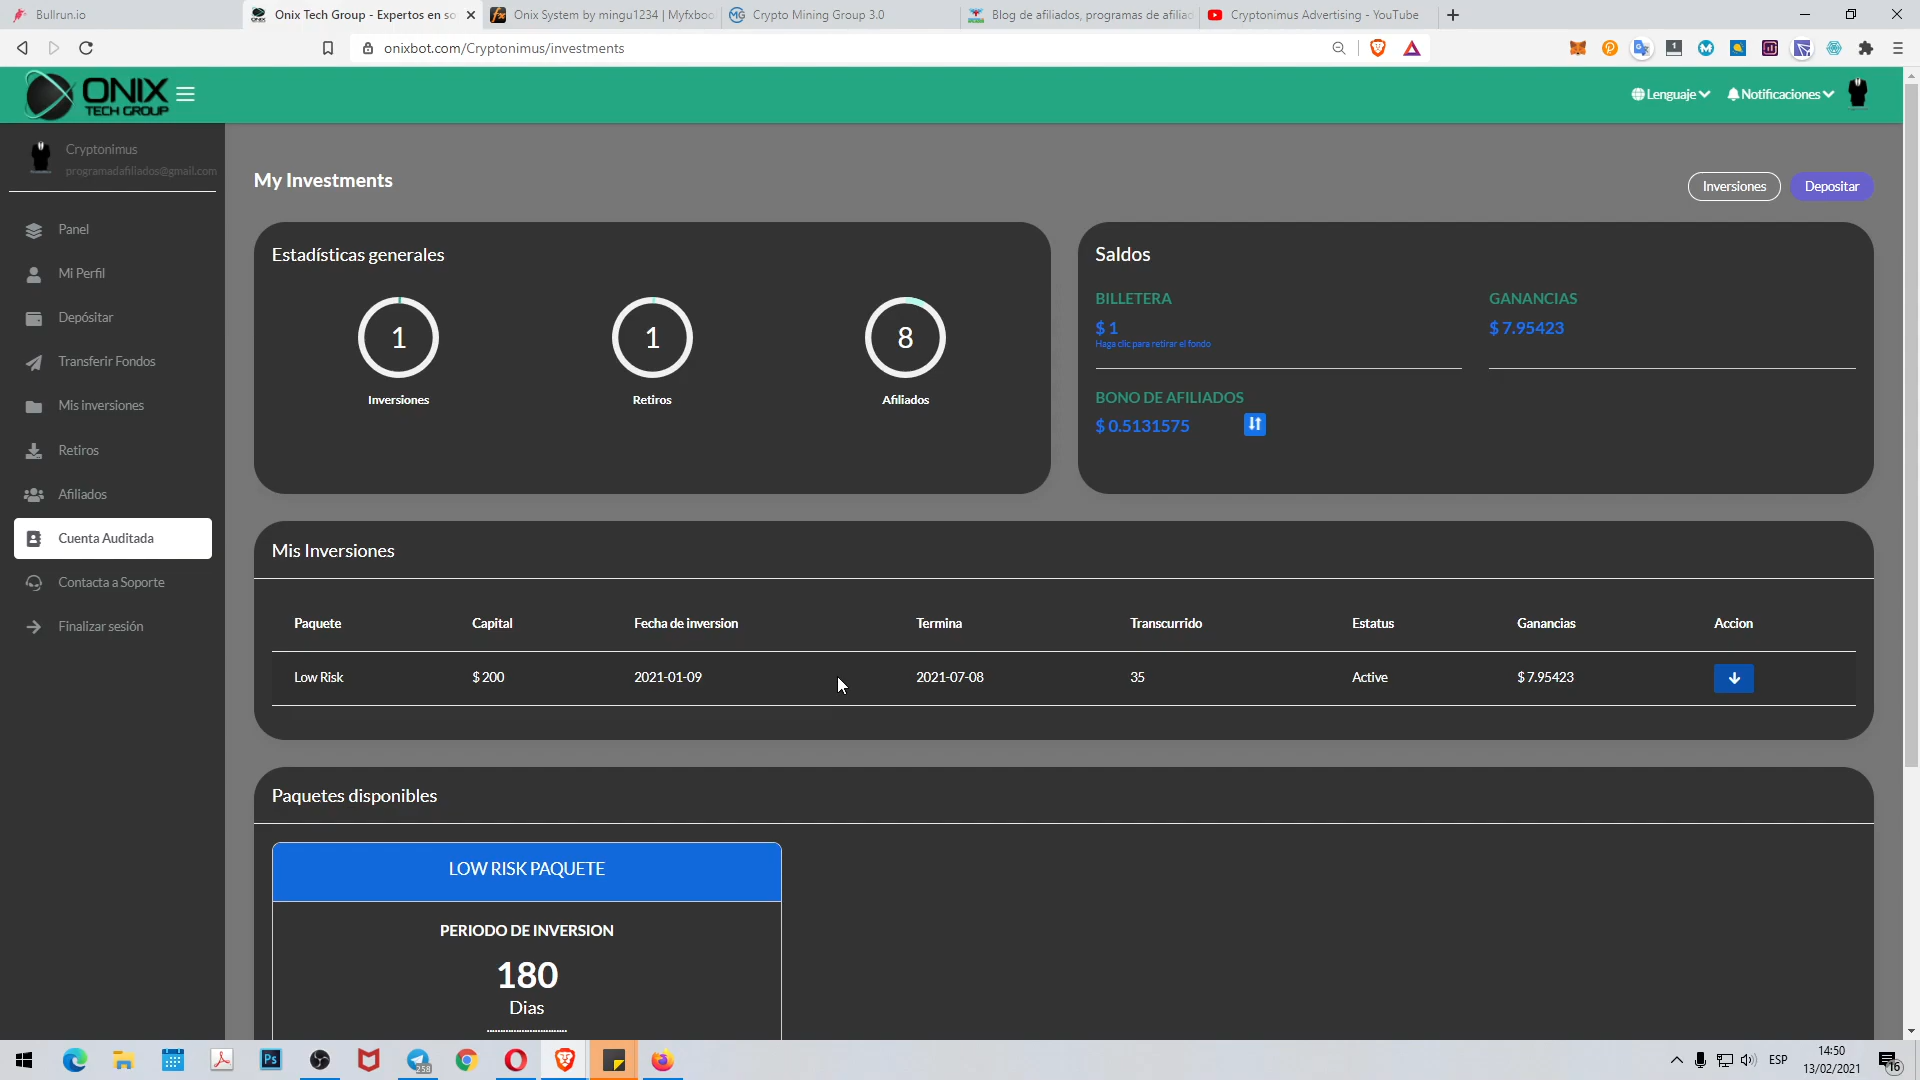 Bullrun.io
Onix Tech Group - Expertos en so
Onix System by mingu1234 | Myfxboo
Crypto Mining Group 3.0
Blog de afiliados, programas de afiliad
Cryptonimus Advertising - YouTube
onixbot.com/Cryptonimus/investments
ONIX
TECH GROUP
Lenguaje
Notificaciones
Cryptonimus
programadafiliados@gmail.com
Panel
Mi Perfil
Depósitar
Transferir Fondos
Mis inversiones
Retiros
Afiliados
Cuenta Auditada
Contacta a Soporte
Finalizar sesión
My Investments
Inversiones
Depositar
Estadísticas generales
1
1
8
Inversiones
Retiros
Afiliados
Saldos
BILLETERA
$ 1
Haga clic para retirar el fondo
GANANCIAS
$ 7.95423
BONO DE AFILIADOS
$ 0.5131575
Mis Inversiones
Paquete Capital Fecha de inversion Termina Transcurrido Estatus Ganancias Accion
Low Risk $ 200 2021-01-09 2021-07-08 35 Active $ 7.95423
Paquetes disponibles
LOW RISK PAQUETE
PERIODO DE INVERSION
180
Dias
258
ESP
14:50
13/02/2021
16